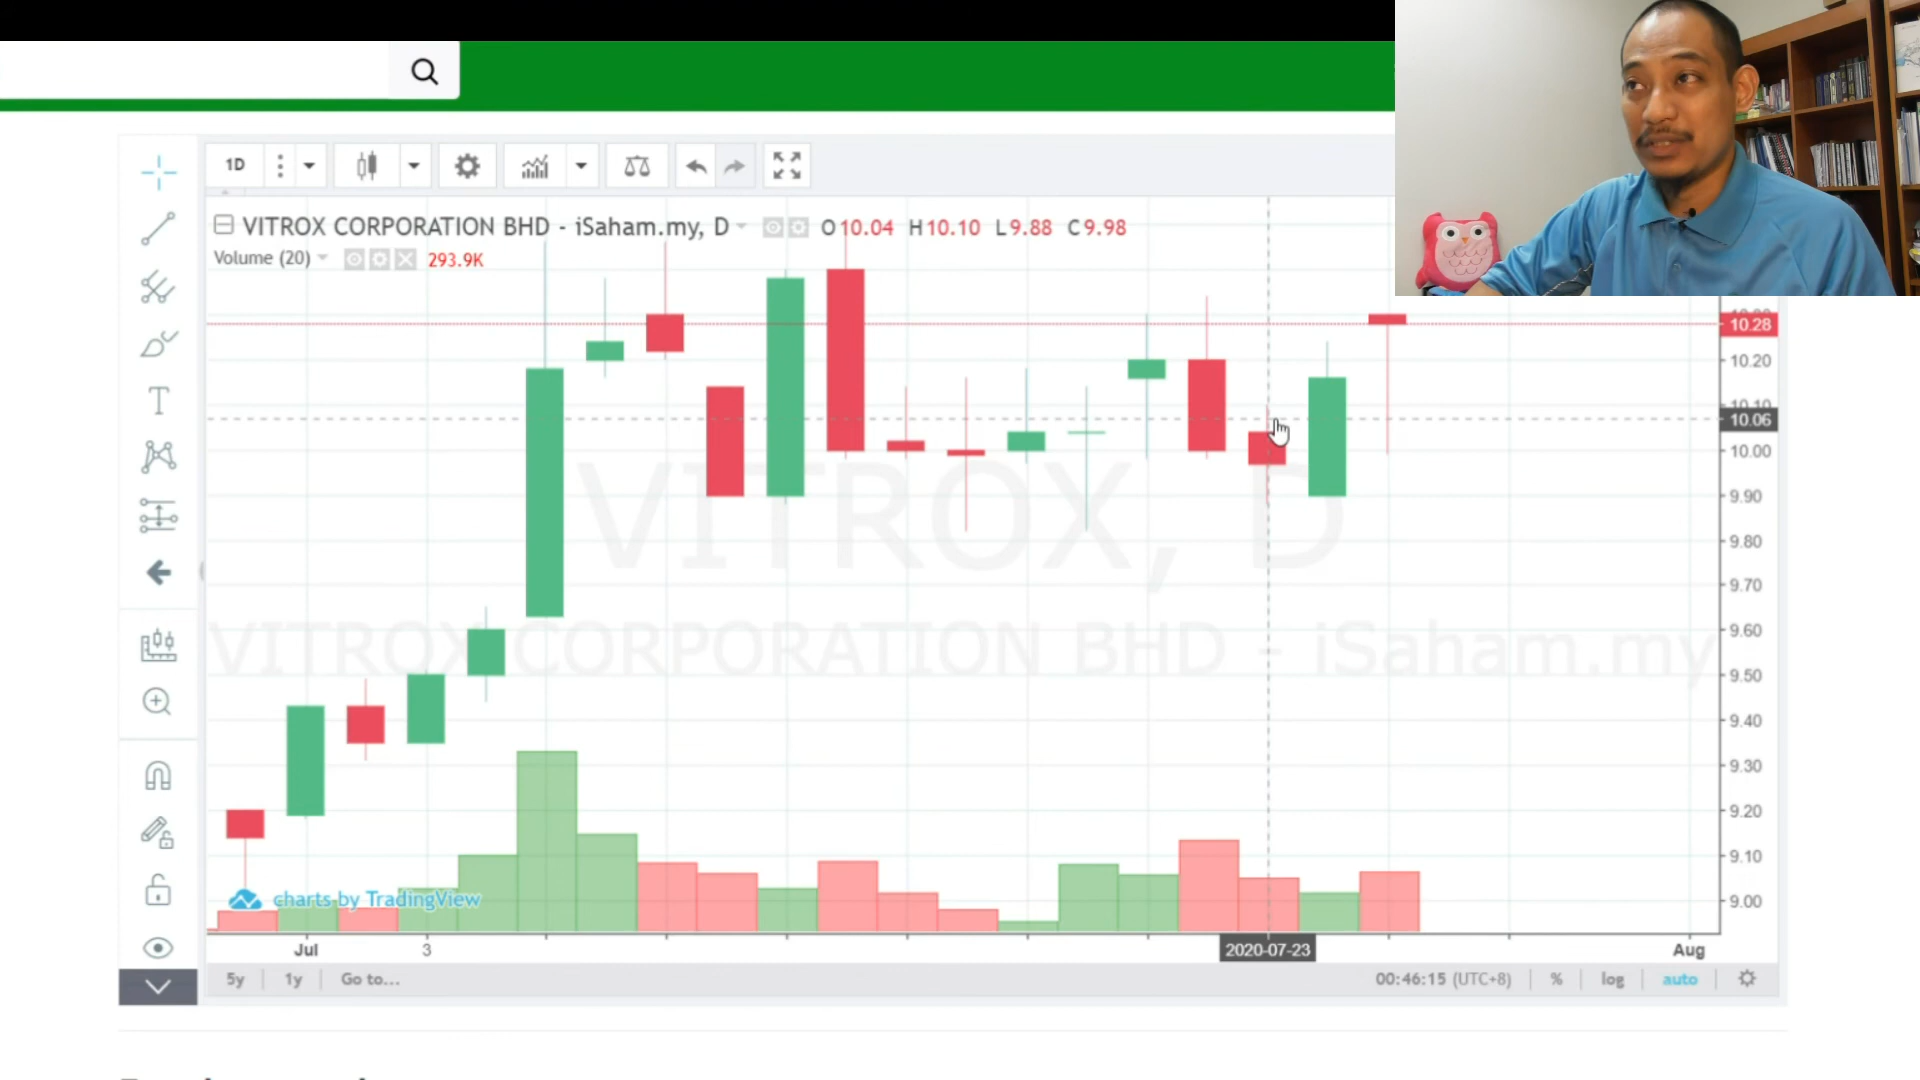 1D
VITROX CORPORATION BHD - iSaham.my, D O10.04 H10.10 L9.88 C9.98
Volume (20) 293.9K
10.28
10.20
10.10
10.06
10.00
9.90
9.80
9.70
9.60
9.50
9.40
9.30
9.20
9.10
9.00
VITROX, D
VITROX CORPORATION BHD - iSaham.my
charts by TradingView
Jul 3 2020-07-23 Aug
5y 1y Go to... 00:46:15 (UTC+8) % log auto